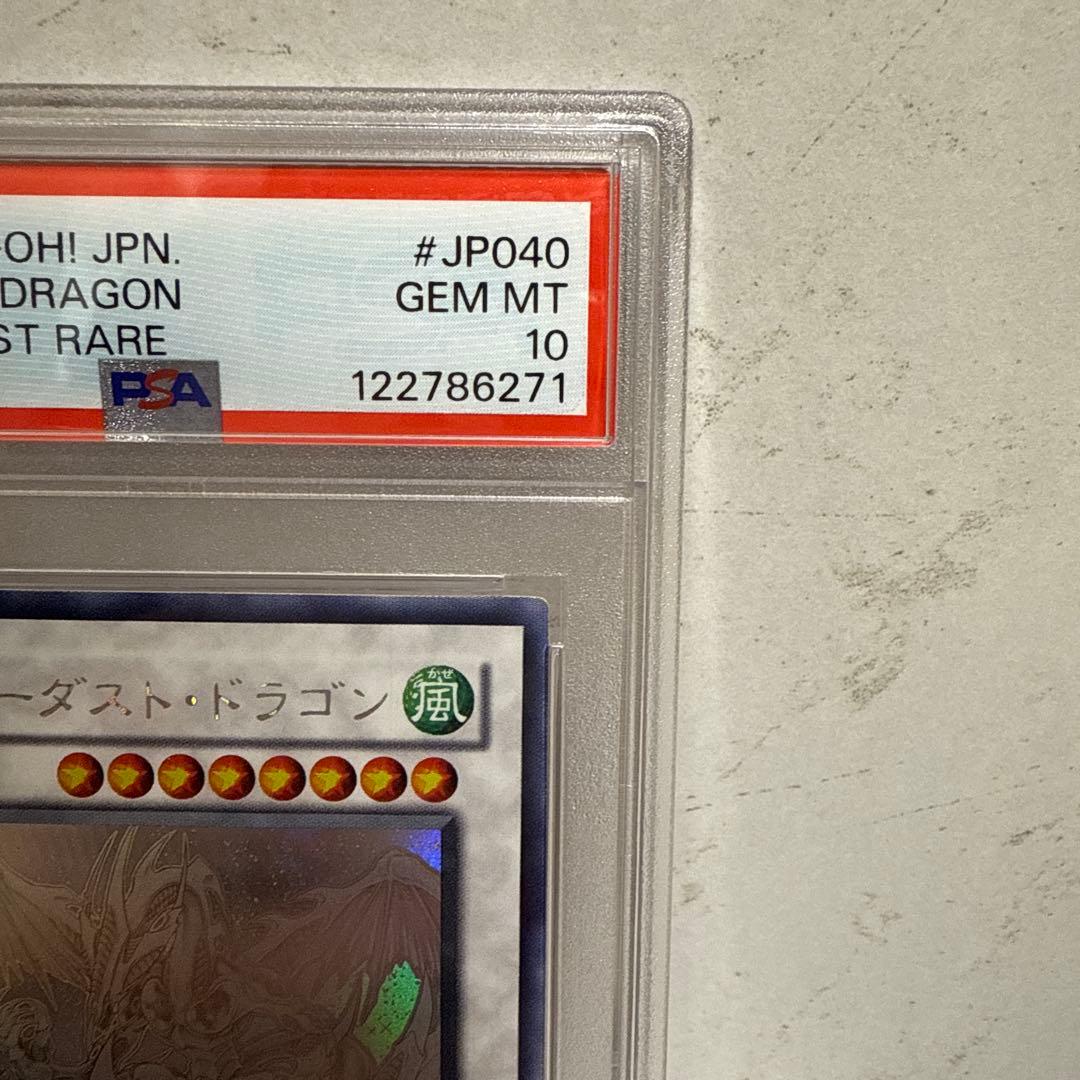 -OH! JPN. #JP040
DRAGON GEM MT
ST RARE 10
PSA 122786271
ーダスト・ドラゴン
かぜ
風